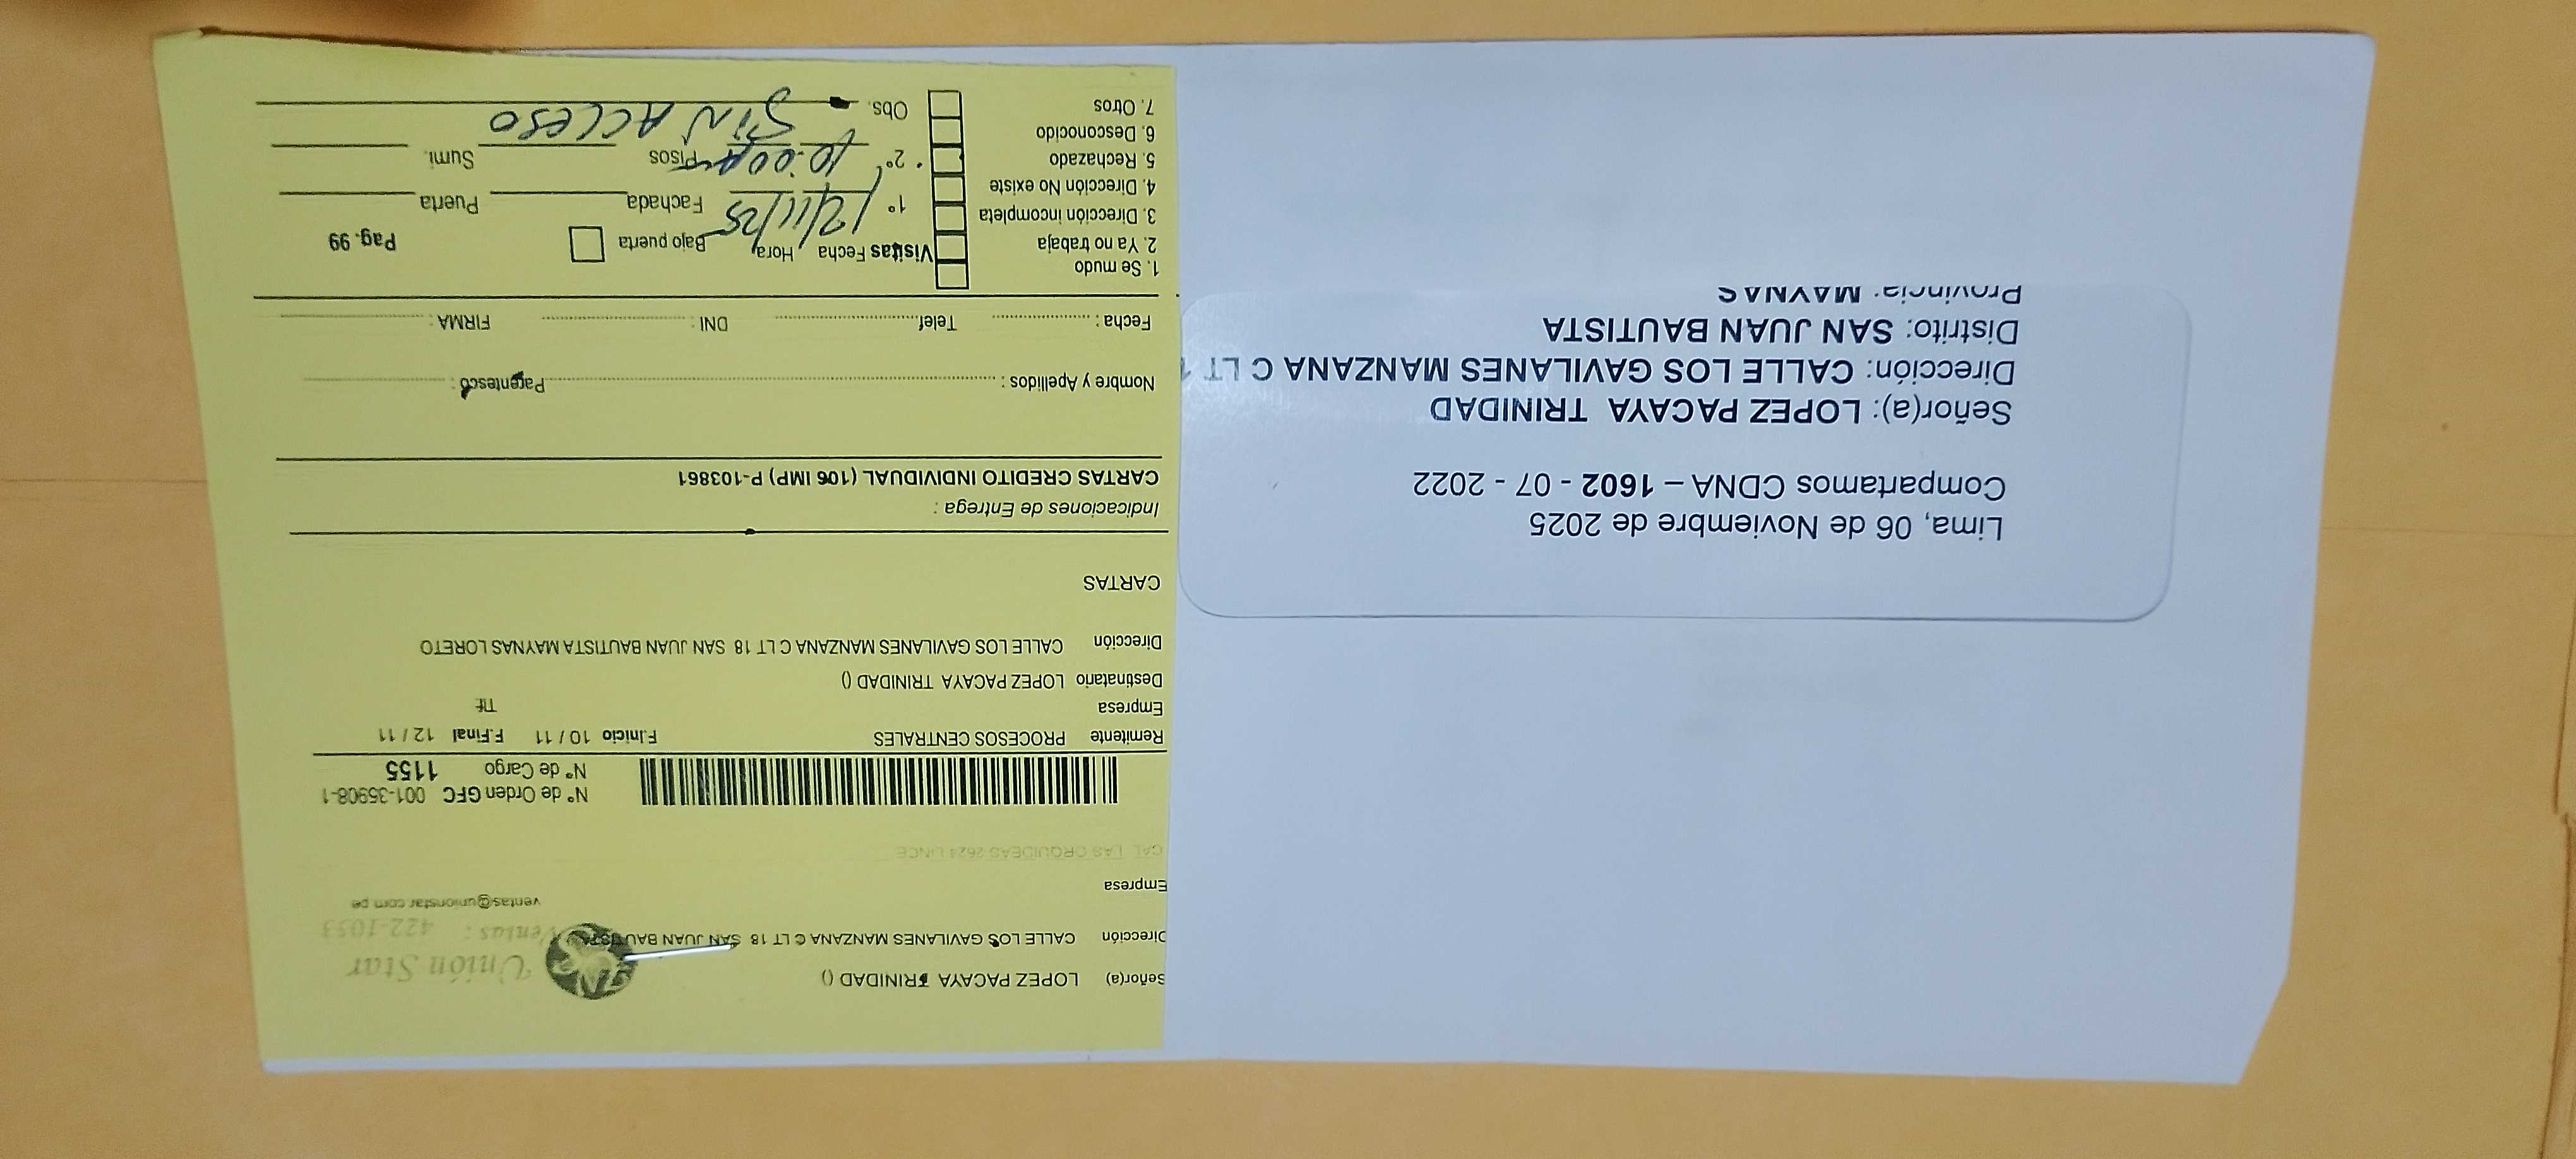 Lima, 06 de Noviembre de 2025
Compartamos CDNA – 1602 - 07 - 2022
Señor(a): LOPEZ PACAYA TRINIDAD
Dirección: CALLE LOS GAVILANES MANZANA C LT 1
Distrito: SAN JUAN BAUTISTA
Provincia: MAYNAS
Señor(a) LOPEZ PACAYA TRINIDAD ()
Unión Star
Dirección CALLE LOS GAVILANES MANZANA C LT 18 SAN JUAN BAUTISTA
Ventas: 422-1053
ventas@unionstar.com.pe
Empresa
CAL LAS ORQUIDEAS 2624 LINCE
N° de Orden GFC 001-35908-1
N° de Cargo 1155
Remitente PROCESOS CENTRALES F.Inicio 10 / 11 F.Final 12 / 11
Empresa Tlf
Destinatario LOPEZ PACAYA TRINIDAD ()
Dirección CALLE LOS GAVILANES MANZANA C LT 18 SAN JUAN BAUTISTA MAYNAS LORETO
CARTAS
Indicaciones de Entrega :
CARTAS CREDITO INDIVIDUAL (106 IMP) P-103861
Nombre y Apellidos : Parentesco :
Fecha : Telef. DNI : FIRMA :
1. Se mudo
2. Ya no trabaja
3. Dirección incompleta
4. Dirección No existe
5. Rechazado
6. Desconocido
7. Otros
Visitas Fecha Hora Bajo puerta Pag. 99
1° 12/11/25 Fachada Puerta
2° 10:00 Pisos Sumi.
Obs. SIN ACCESO